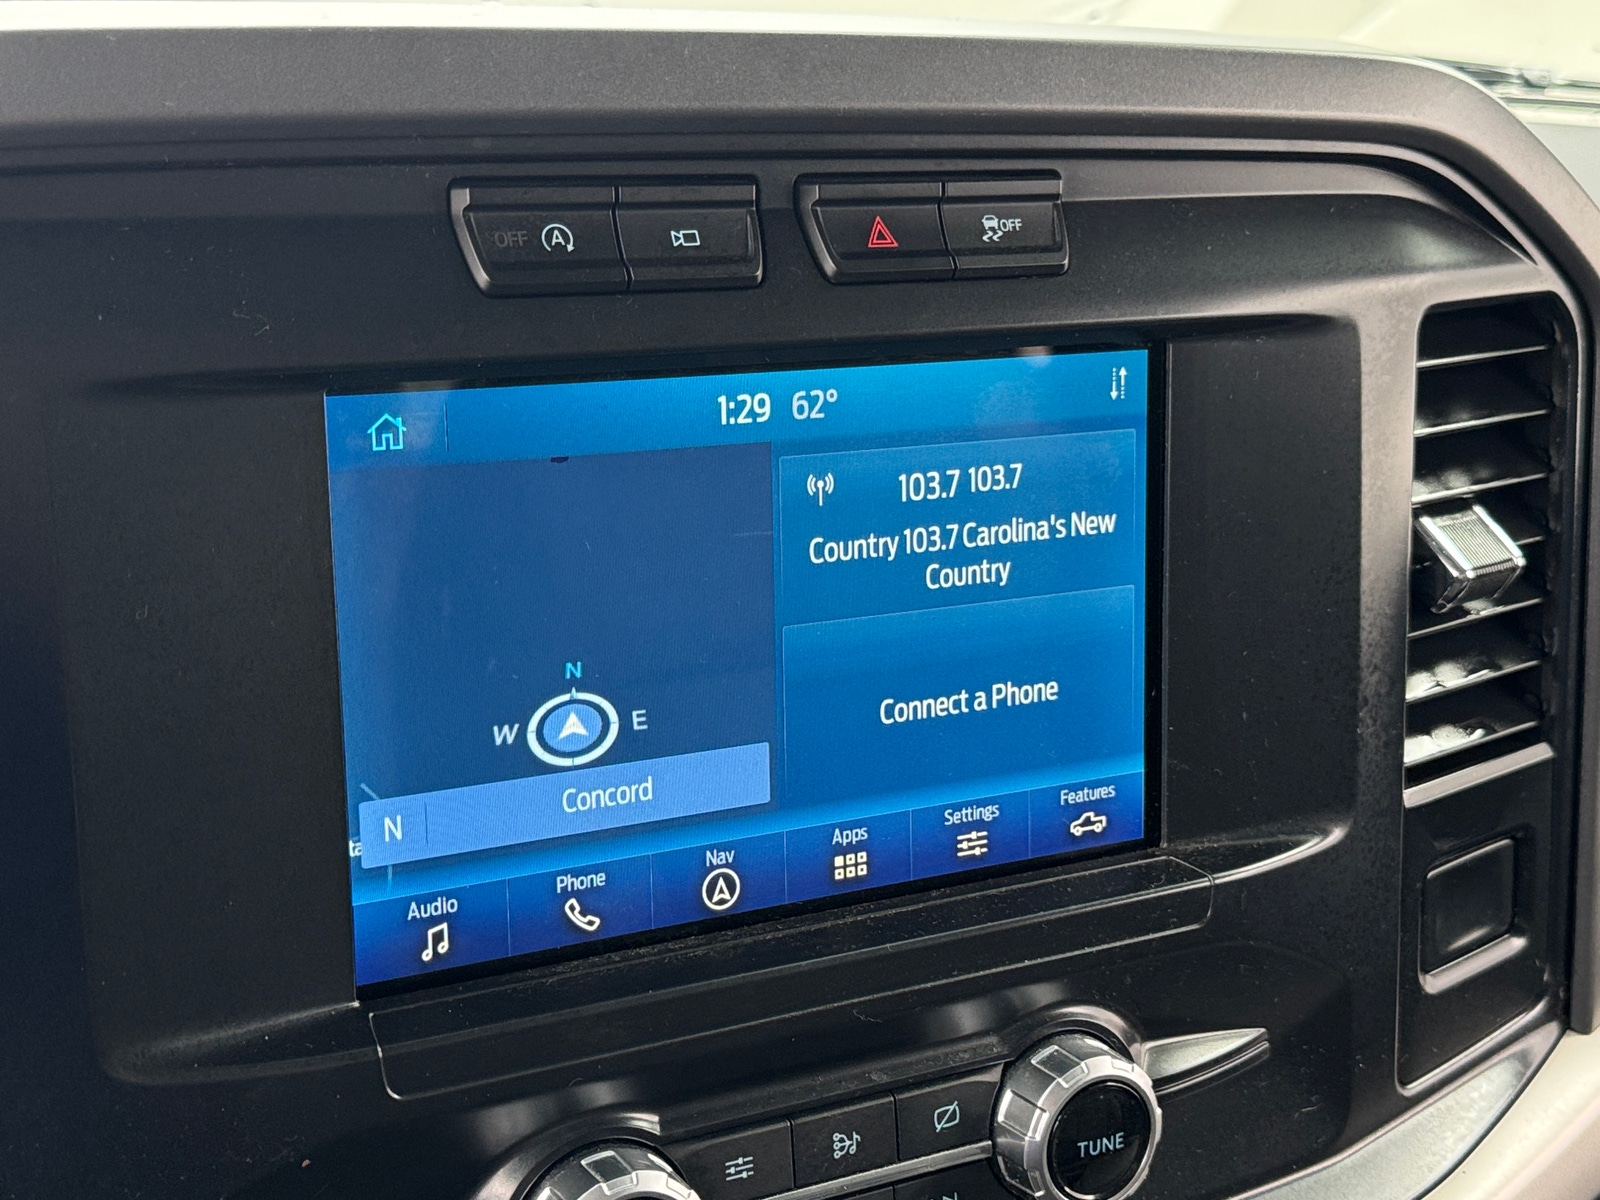 OFF A
OFF
1:29 62°
103.7 103.7
Country 103.7 Carolina's New
Country
N
W E
Connect a Phone
N Concord
Audio
Phone
Nav
Apps
Settings
Features
TUNE